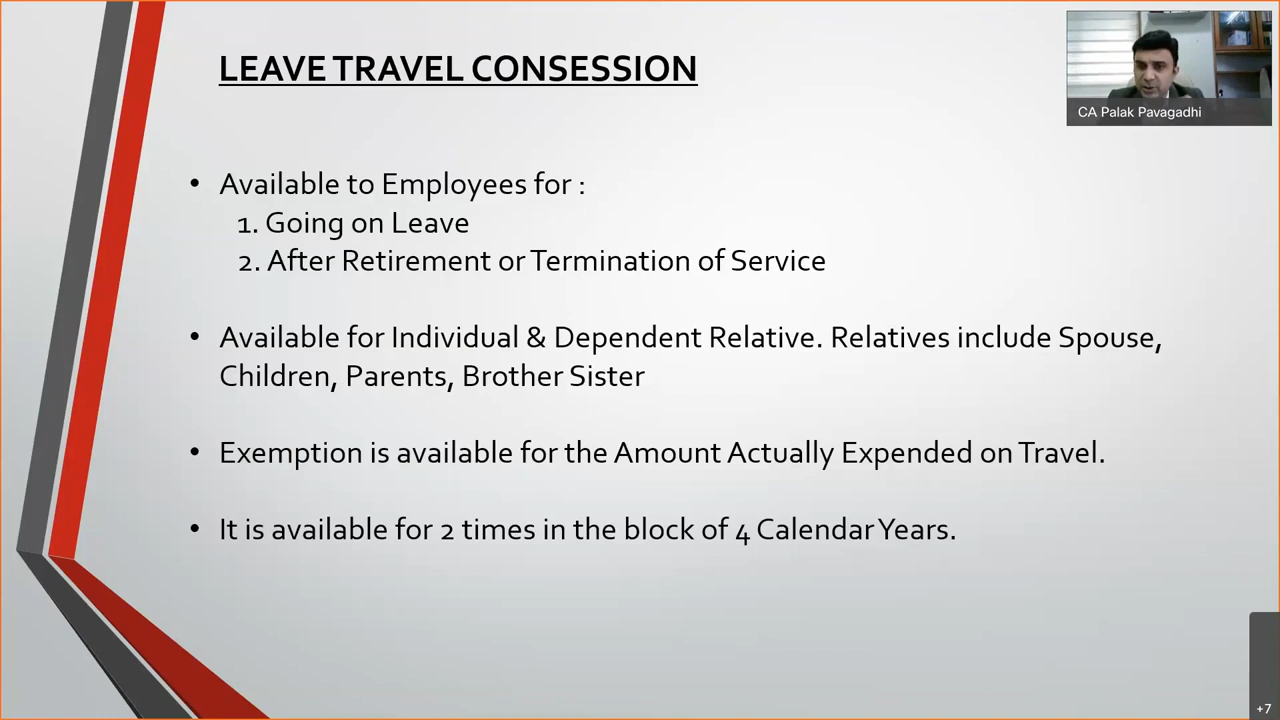 LEAVE TRAVEL CONSESSION
CA Palak Pavagadhi
• Available to Employees for :
1. Going on Leave
2. After Retirement or Termination of Service
• Available for Individual & Dependent Relative. Relatives include Spouse,
Children, Parents, Brother Sister
• Exemption is available for the Amount Actually Expended on Travel.
• It is available for 2 times in the block of 4 Calendar Years.
+7